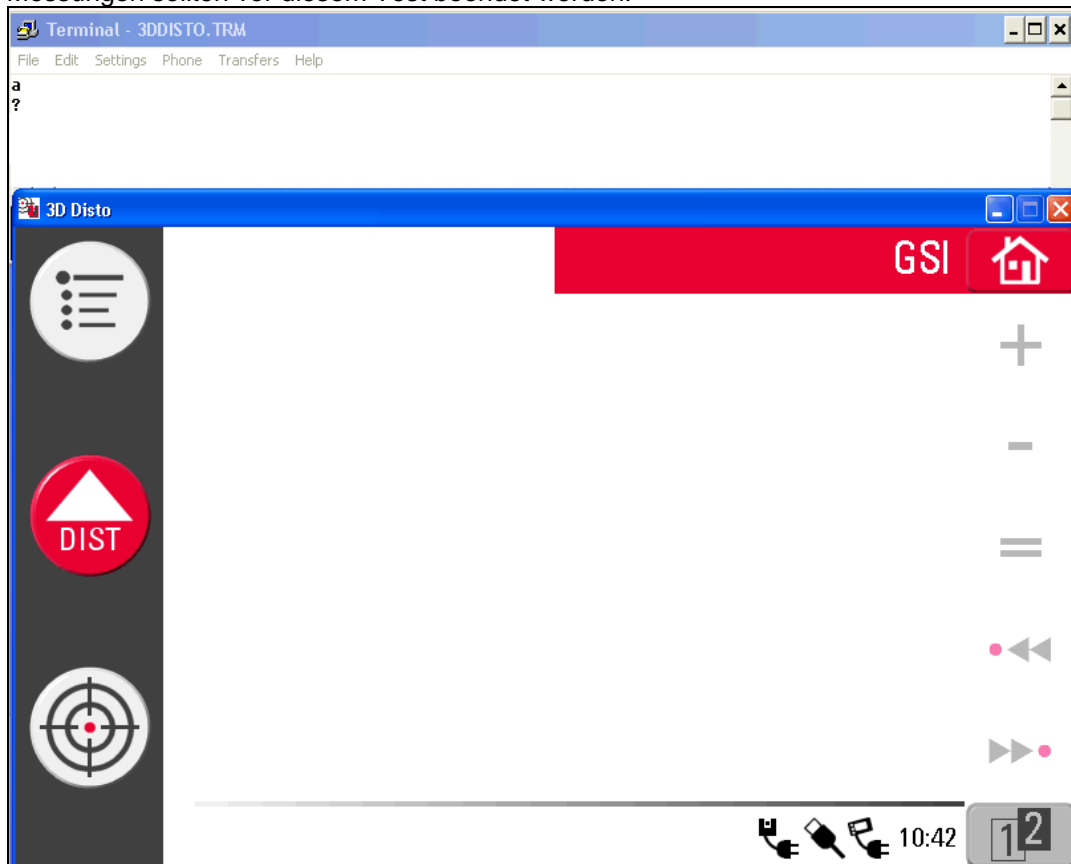 Messungen sollten vor diesem Test beendet werden.
Terminal - 3DDISTO.TRM
File Edit Settings Phone Transfers Help
a
?
3D Disto
GSI
+
-
=
DIST
10:42
1 2